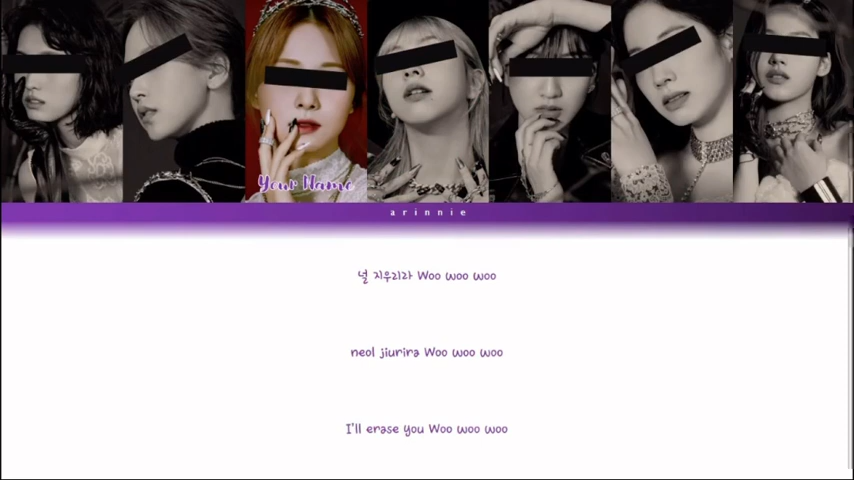 Your Name
arinnie
널 지우리라 Woo woo woo
neol jiurira Woo woo woo
I'll erase you Woo woo woo